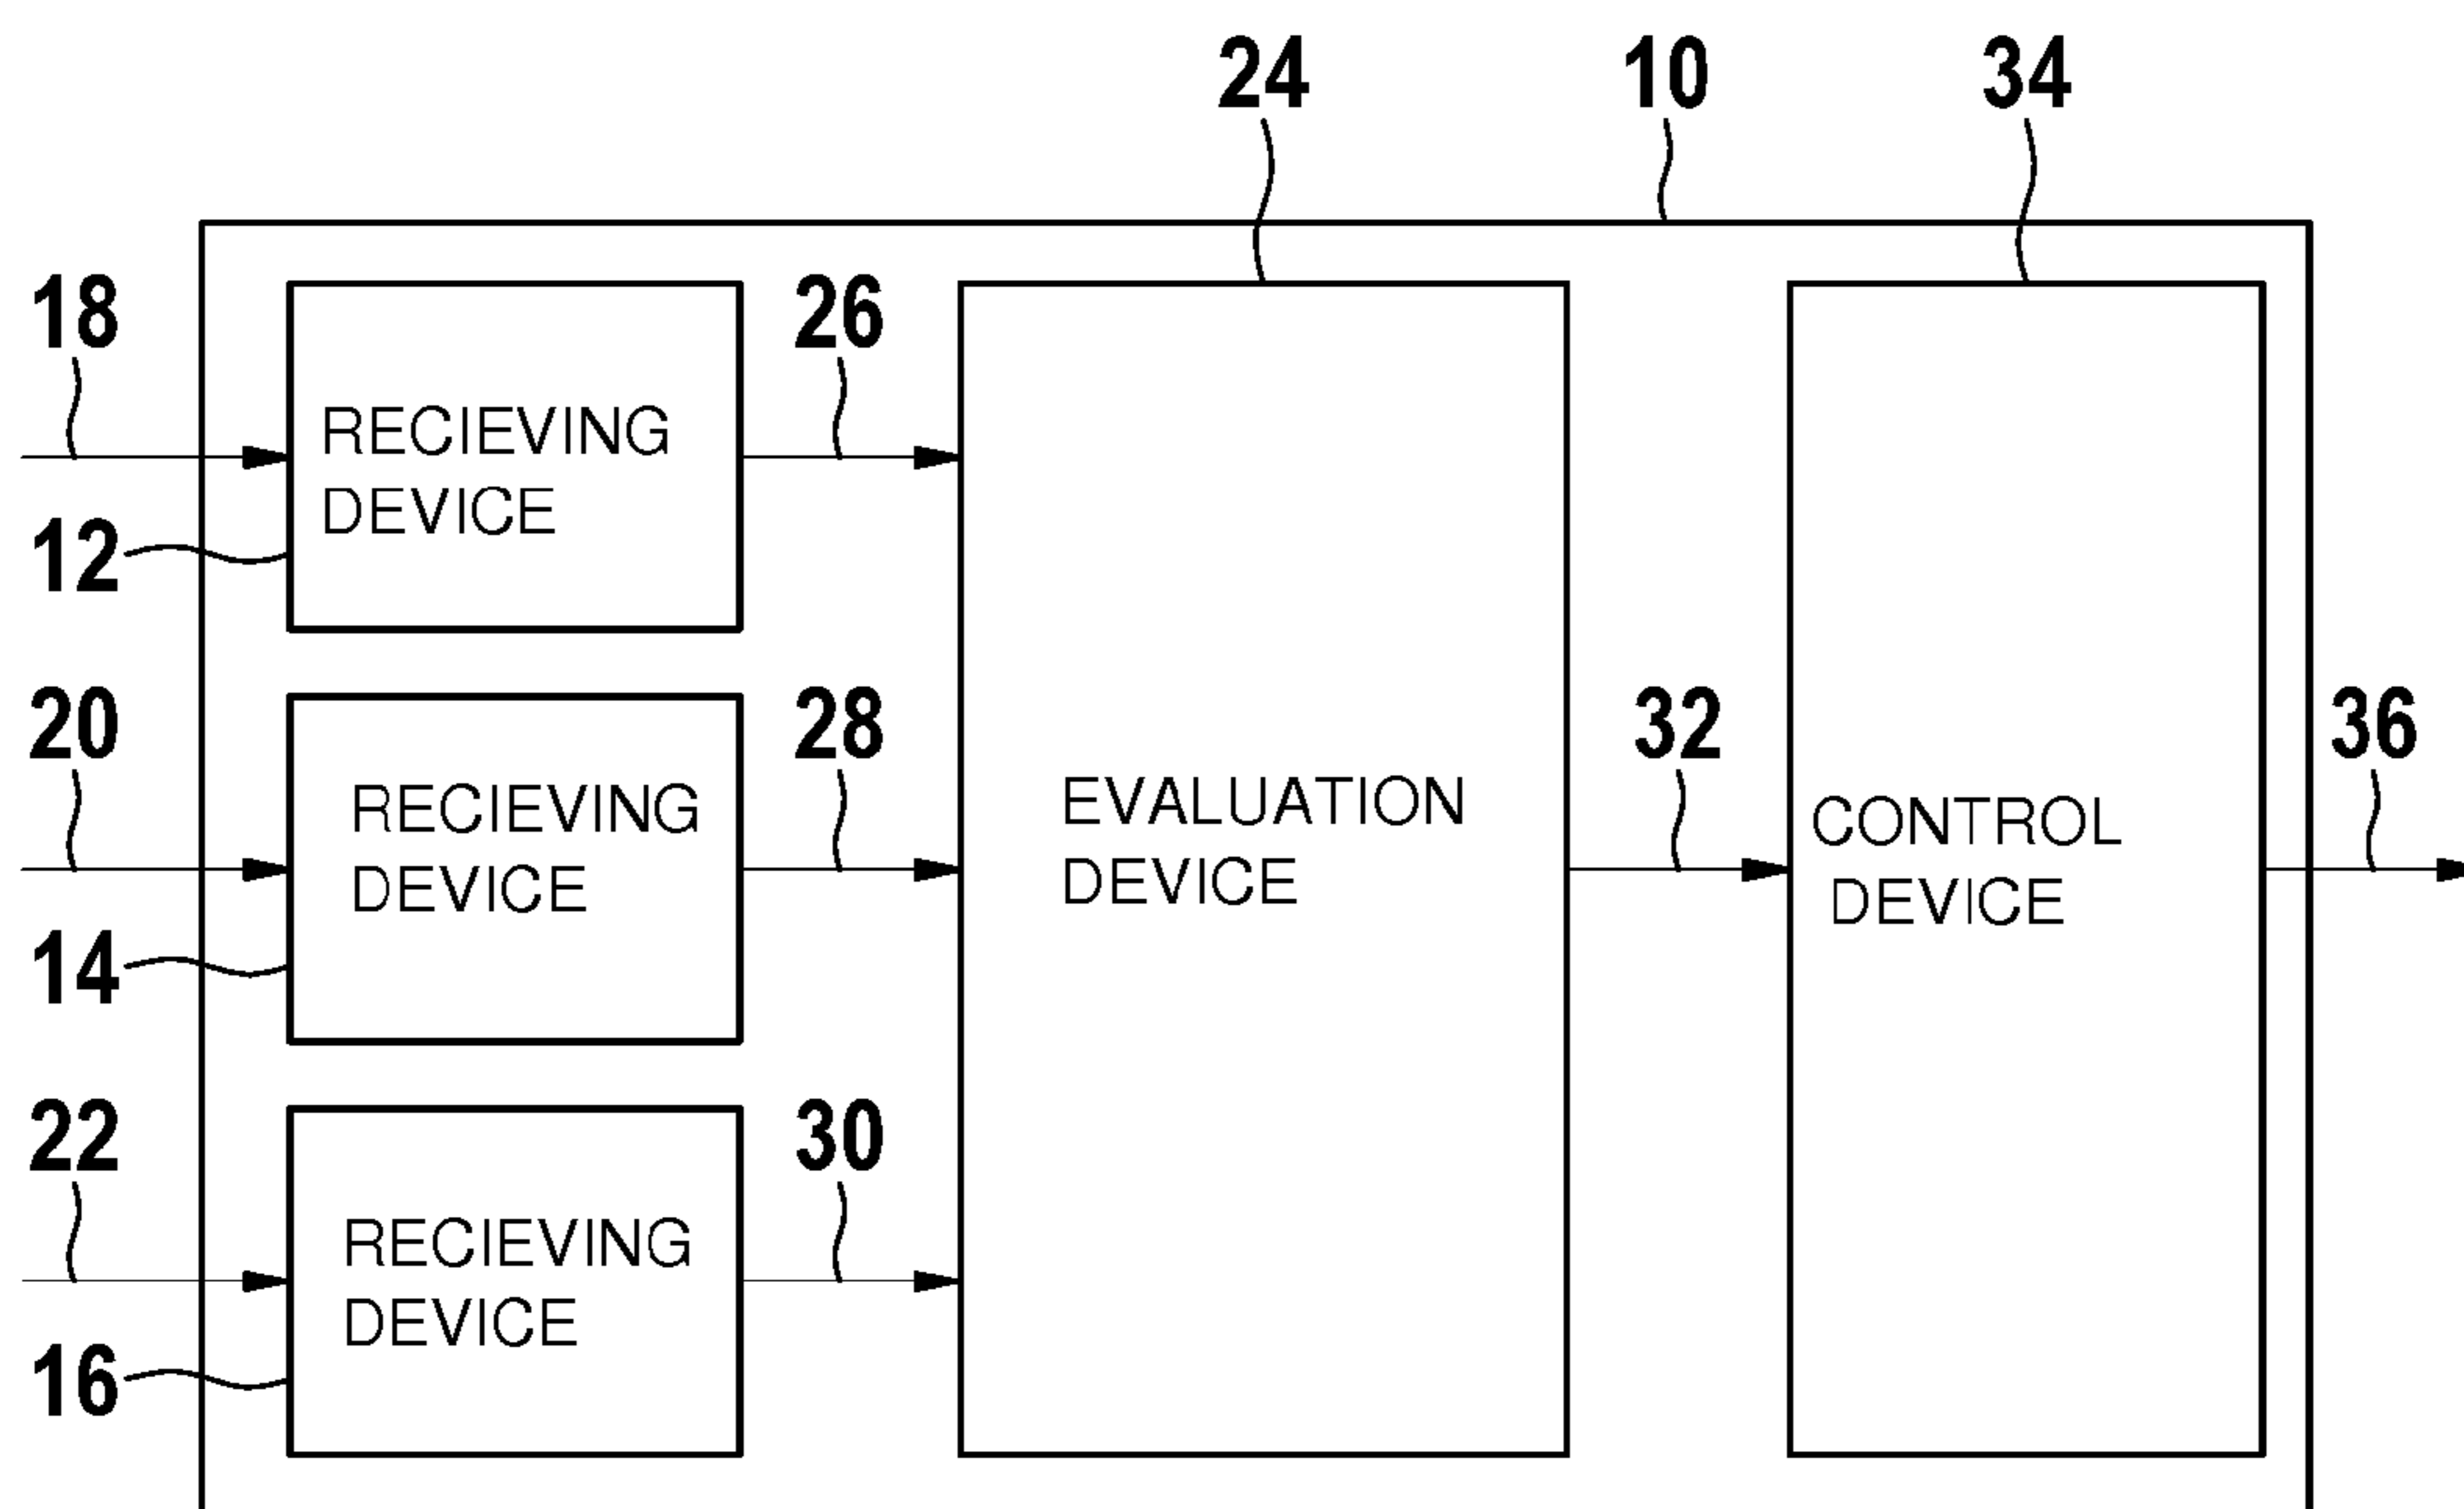 24
10
34
18
26
RECIEVING
DEVICE
12
20
28
32
36
RECIEVING
DEVICE
EVALUATION
DEVICE
CONTROL
DEVICE
14
22
30
RECIEVING
DEVICE
16